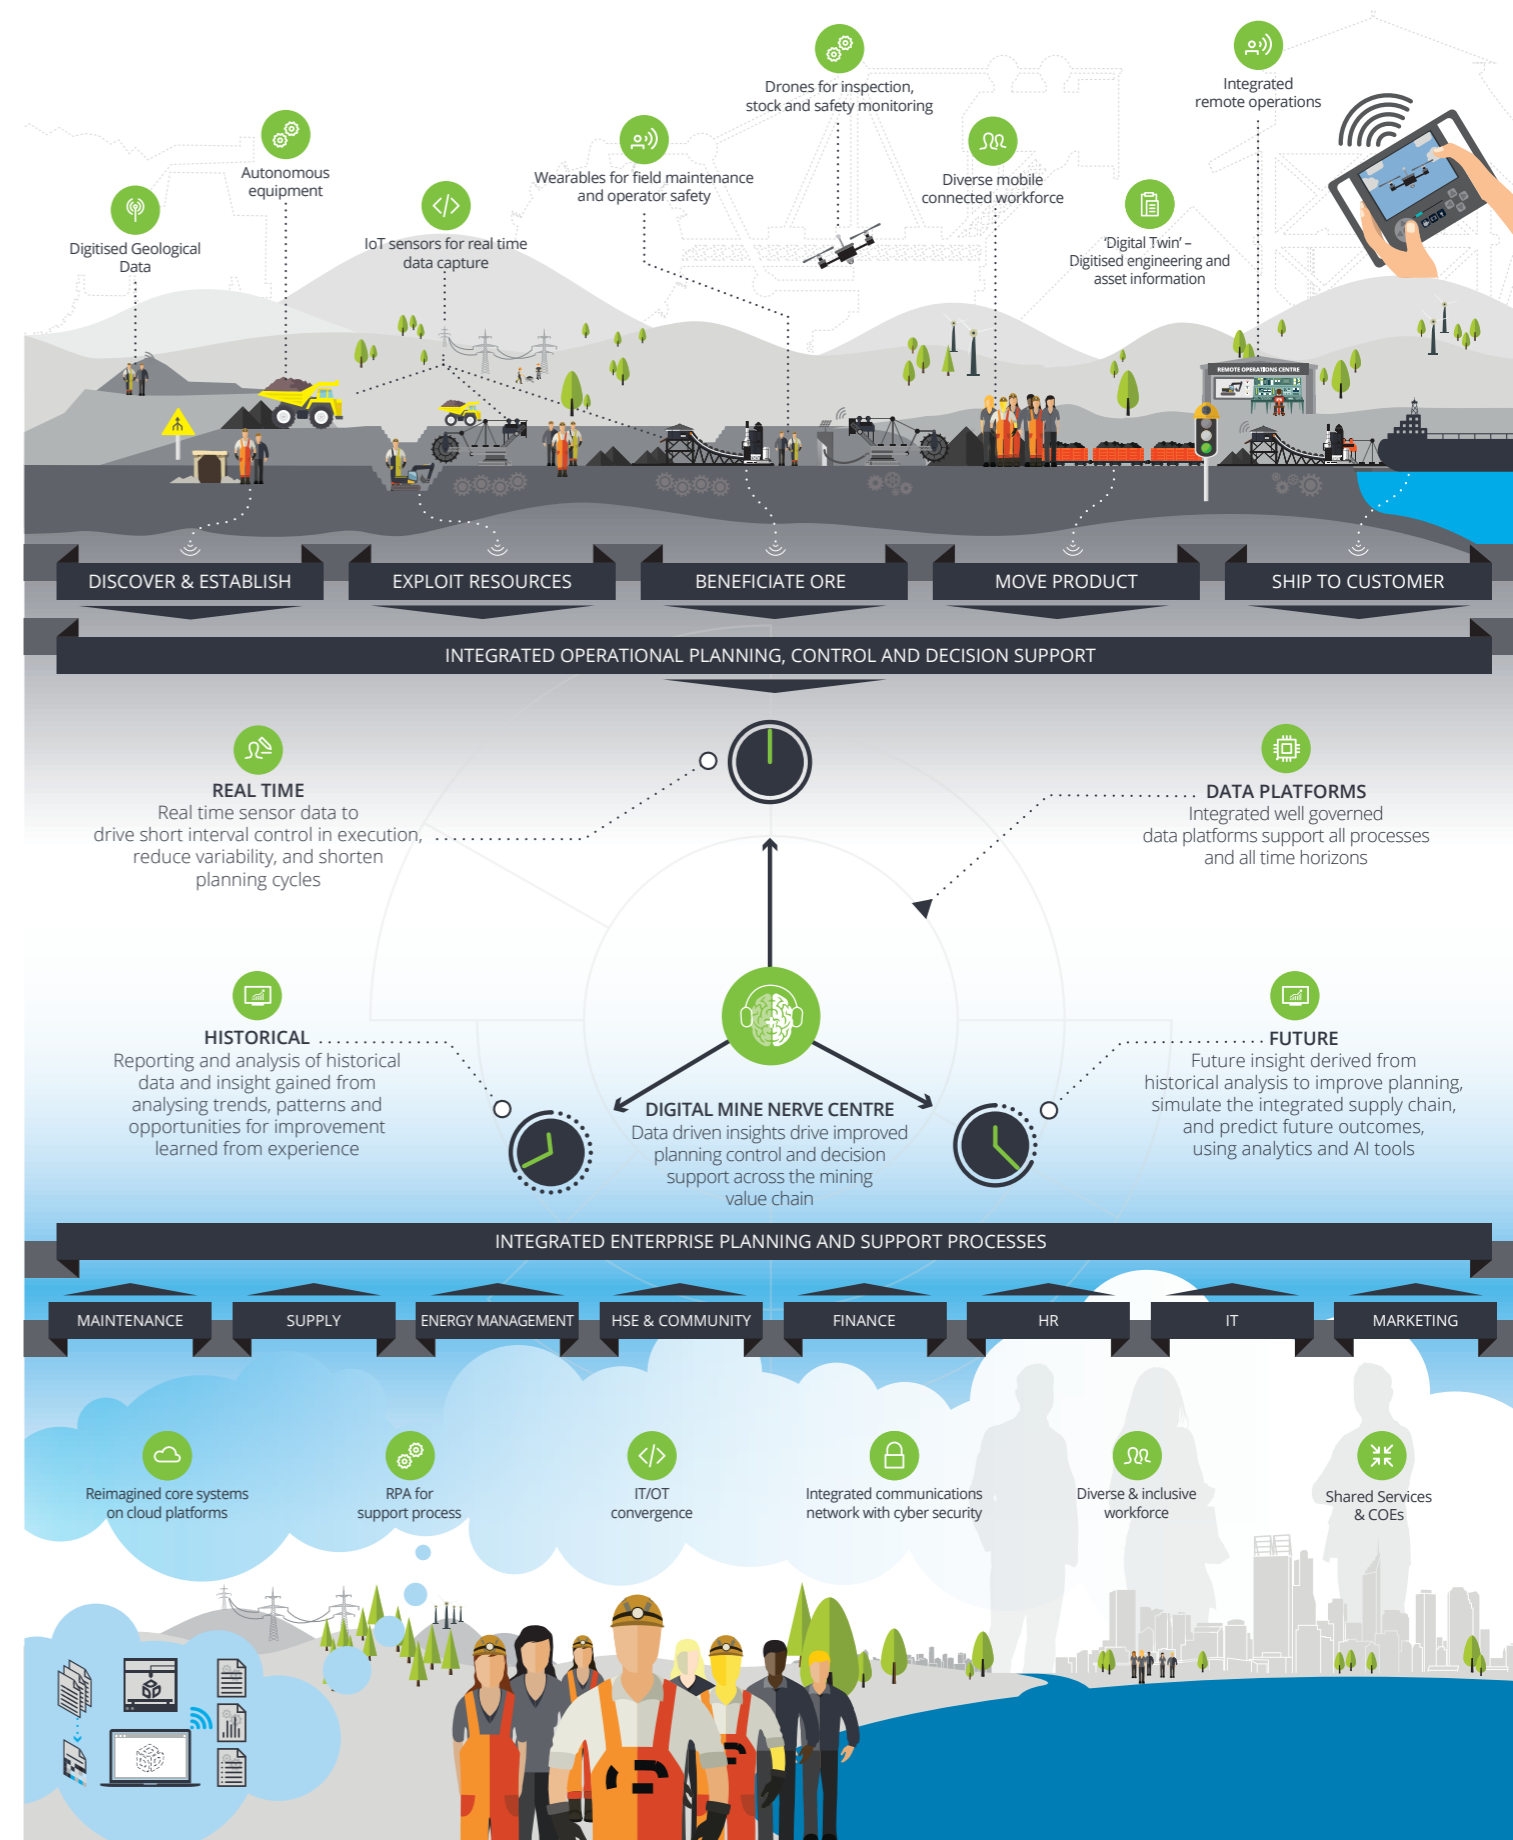 Drones for inspection,
stock and safety monitoring
Integrated
remote operations
Autonomous
equipment
Wearables for field maintenance
and operator safety
Diverse mobile
connected workforce
Digitised Geological
Data
IoT sensors for real time
data capture
‘Digital Twin’ –
Digitised engineering and
asset information
REMOTE OPERATIONS CENTRE
DISCOVER & ESTABLISH
EXPLOIT RESOURCES
BENEFICIATE ORE
MOVE PRODUCT
SHIP TO CUSTOMER
INTEGRATED OPERATIONAL PLANNING, CONTROL AND DECISION SUPPORT
REAL TIME
Real time sensor data to
drive short interval control in execution,
reduce variability, and shorten
planning cycles
DATA PLATFORMS
Integrated well governed
data platforms support all processes
and all time horizons
HISTORICAL
Reporting and analysis of historical
data and insight gained from
analysing trends, patterns and
opportunities for improvement
learned from experience
FUTURE
Future insight derived from
historical analysis to improve planning,
simulate the integrated supply chain,
and predict future outcomes,
using analytics and AI tools
DIGITAL MINE NERVE CENTRE
Data driven insights drive improved
planning control and decision
support across the mining
value chain
INTEGRATED ENTERPRISE PLANNING AND SUPPORT PROCESSES
MAINTENANCE
SUPPLY
ENERGY MANAGEMENT
HSE & COMMUNITY
FINANCE
HR
IT
MARKETING
Reimagined core systems
on cloud platforms
RPA for
support process
IT/OT
convergence
Integrated communications
network with cyber security
Diverse & inclusive
workforce
Shared Services
& COEs